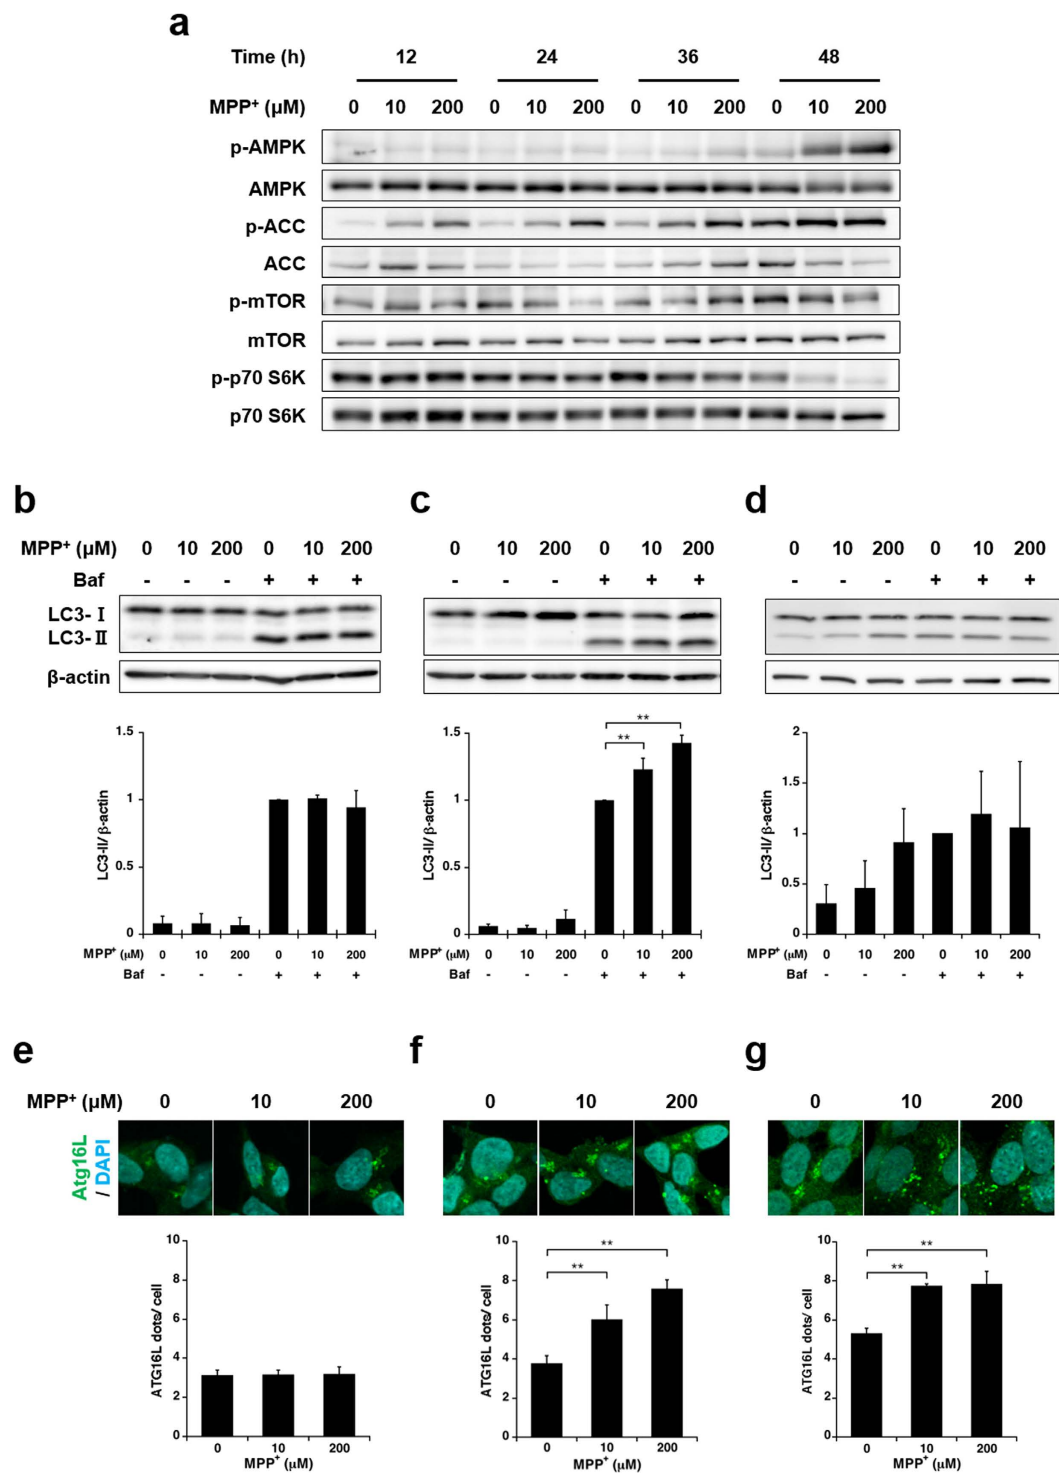 a
Time (h) 12 24 36 48
MPP⁺ (μM) 0 10 200 0 10 200 0 10 200 0 10 200
p-AMPK
AMPK
p-ACC
ACC
p-mTOR
mTOR
p-p70 S6K
p70 S6K
b c d
MPP⁺ (μM) 0 10 200 0 10 200 0 10 200 0 10 200 0 10 200 0 10 200
Baf - - - + + + - - - + + + - - - + + +
LC3-Ⅰ
LC3-Ⅱ
β-actin
LC3-II/ β-actin
1.5
1
0.5
0
MPP⁺ (μM) 0 10 200 0 10 200
Baf - - - + + +
LC3-II/ β-actin
1.5
1
0.5
0
** **
MPP⁺ (μM) 0 10 200 0 10 200
Baf - - - + + +
LC3-II/ β-actin
2
1.5
1
0.5
0
MPP⁺ (μM) 0 10 200 0 10 200
Baf - - - + + +
e f g
MPP⁺ (μM) 0 10 200 0 10 200 0 10 200
Atg16L
/ DAPI
ATG16L dots/ cell
10
8
6
4
2
0
0 10 200
MPP⁺ (μM)
ATG16L dots/ cell
10
8
6
4
2
0
**
**
0 10 200
MPP⁺ (μM)
ATG16L dots/ cell
10
8
6
4
2
0
**
**
0 10 200
MPP⁺ (μM)